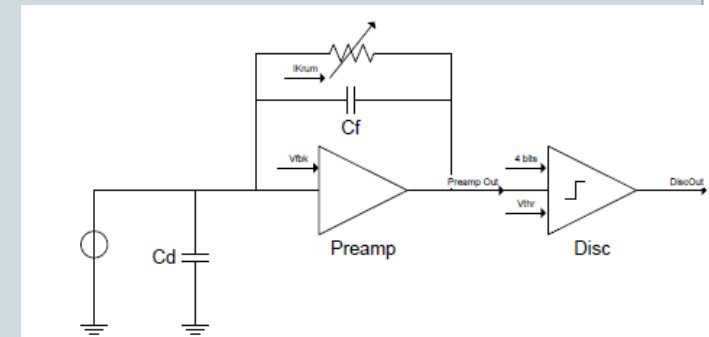 IKrum
Cf
Vfbk
4 bits
Preamp Out
DiscOut
Vthr
Cd
Preamp
Disc